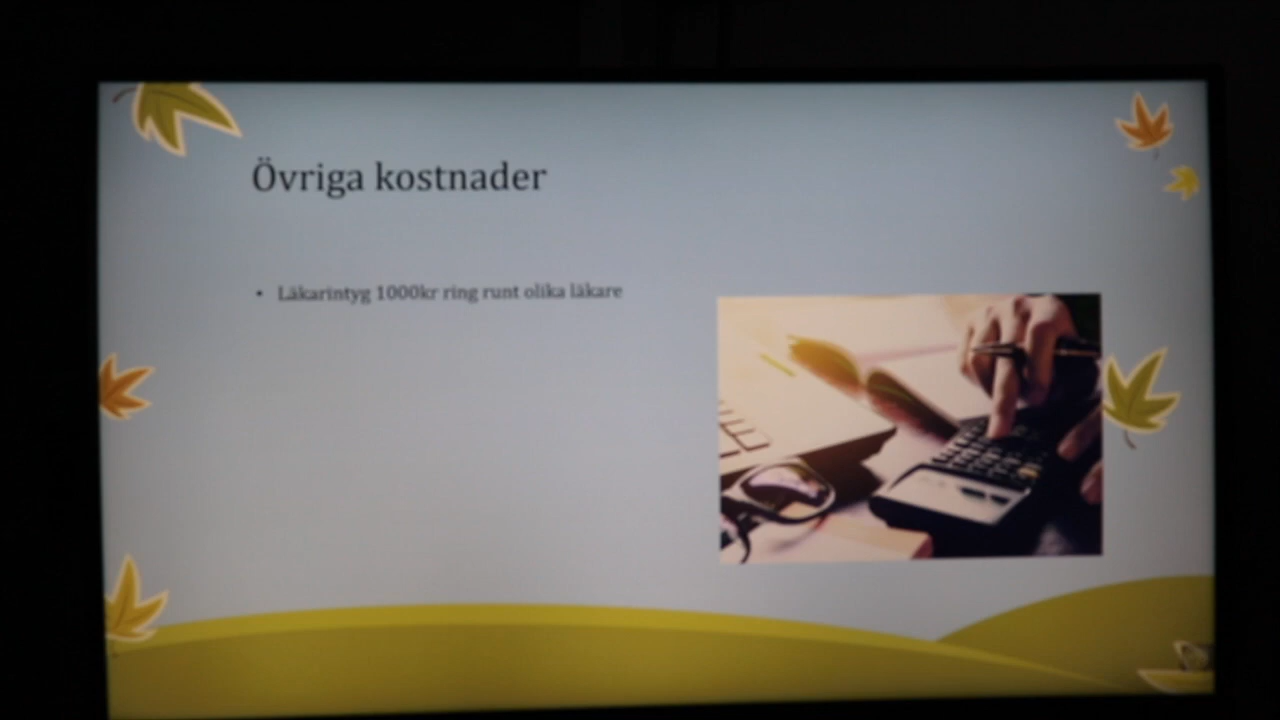 Övriga kostnader
• Läkarintyg 1000kr ring runt olika läkare